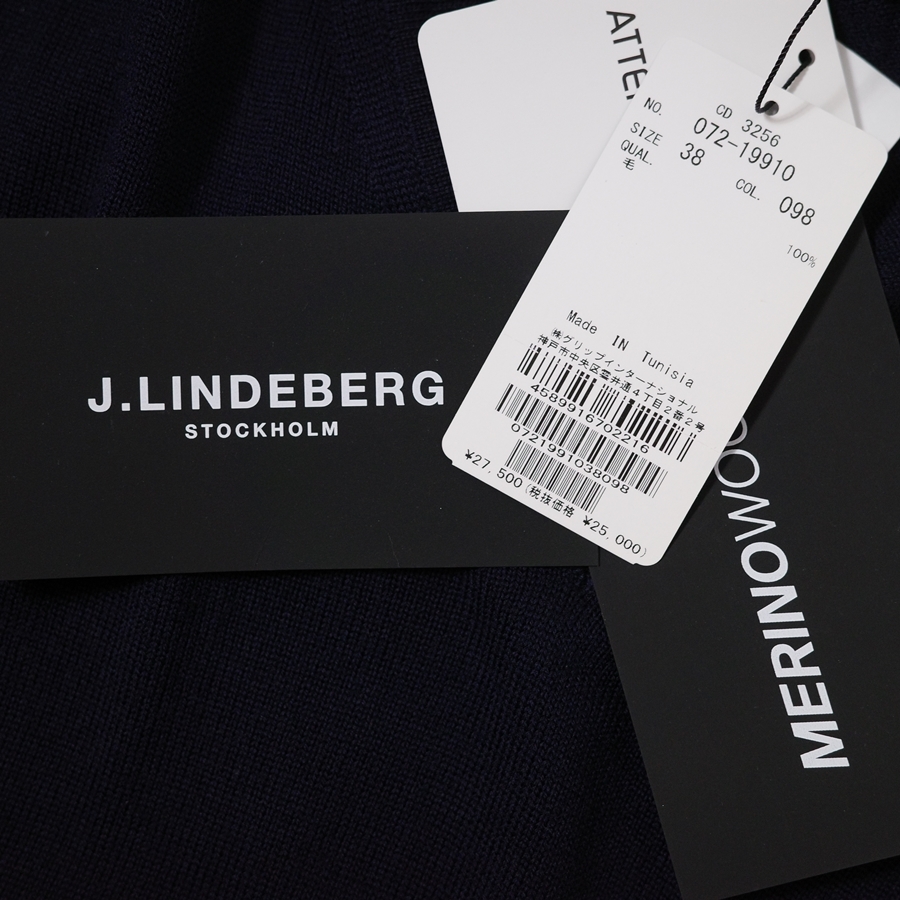 ATTE
NO.
CD 3256
072-19910
SIZE 38
QUAL.
COL. 098
毛
100%
Made IN Tunisia
㈱グリップインターナショナル
神戸市中央区雲井通4丁目2番2号
4589916702216
0721991038098
¥27,500(税抜価格 ¥25,000)
J.LINDEBERG
STOCKHOLM
MERINOWOO